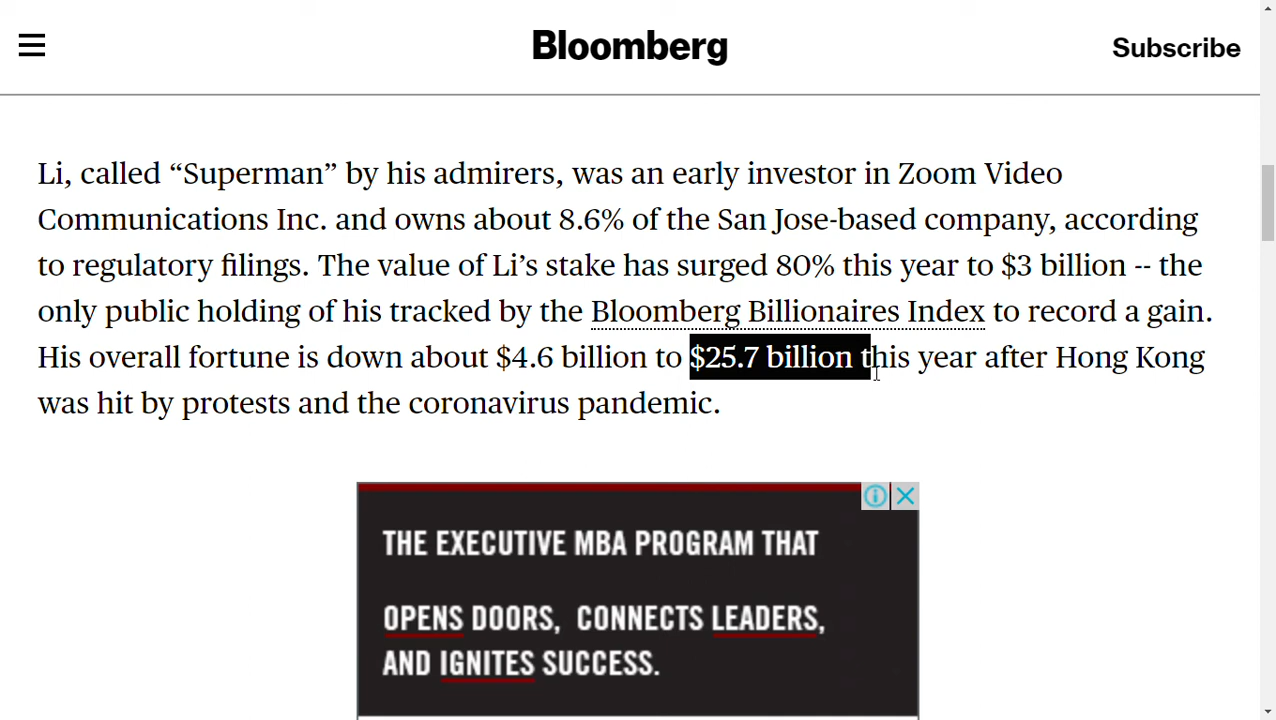 Bloomberg
Subscribe
Li, called “Superman” by his admirers, was an early investor in Zoom Video
Communications Inc. and owns about 8.6% of the San Jose-based company, according
to regulatory filings. The value of Li’s stake has surged 80% this year to $3 billion -- the
only public holding of his tracked by the Bloomberg Billionaires Index to record a gain.
His overall fortune is down about $4.6 billion to $25.7 billion this year after Hong Kong
was hit by protests and the coronavirus pandemic.
THE EXECUTIVE MBA PROGRAM THAT
OPENS DOORS, CONNECTS LEADERS,
AND IGNITES SUCCESS.